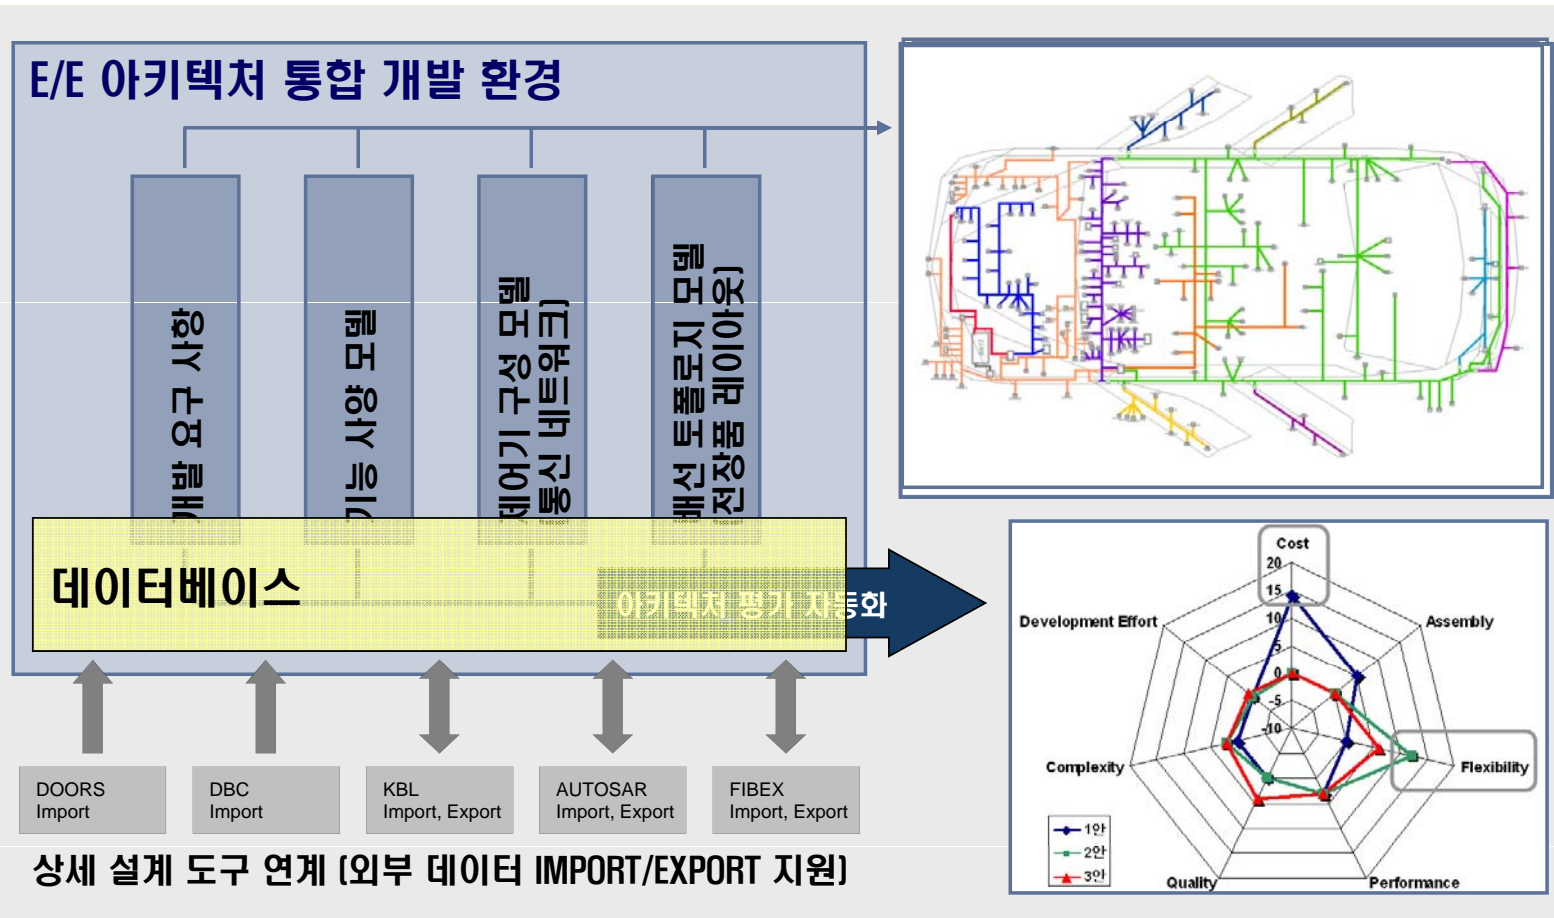 E/E 아키텍처 통합 개발 환경
개발 요구 사항
기능 사양 모델
제어기 구성 모델
통신 네트워크)
배선 토폴로지 모델
전장품 레이아웃)
데이터베이스
아키텍처 평가 자동화
DOORS
Import
DBC
Import
KBL
Import, Export
AUTOSAR
Import, Export
FIBEX
Import, Export
상세 설계 도구 연계 (외부 데이터 IMPORT/EXPORT 지원)
Cost
20
15
10
5
0
-5
-10
Development Effort
Assembly
Complexity
Flexibility
Quality
Performance
1안
2안
3안